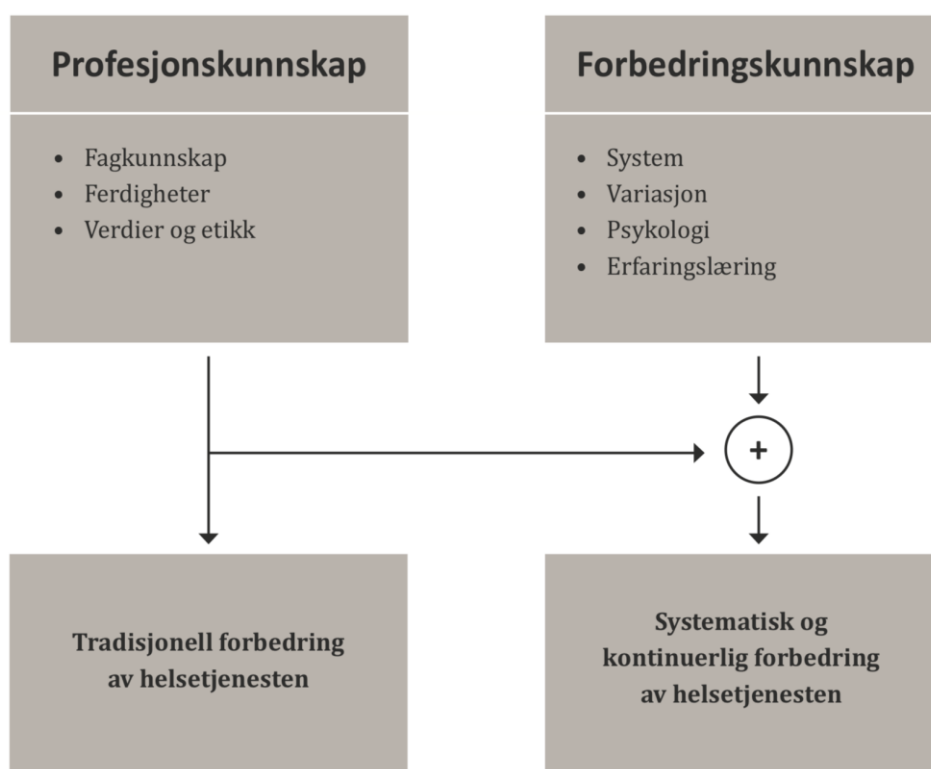 Profesjonskunnskap
• Fagkunnskap
• Ferdigheter
• Verdier og etikk
Forbedringskunnskap
• System
• Variasjon
• Psykologi
• Erfaringslæring
+
Tradisjonell forbedring
av helsetjenesten
Systematisk og
kontinuerlig forbedring
av helsetjenesten